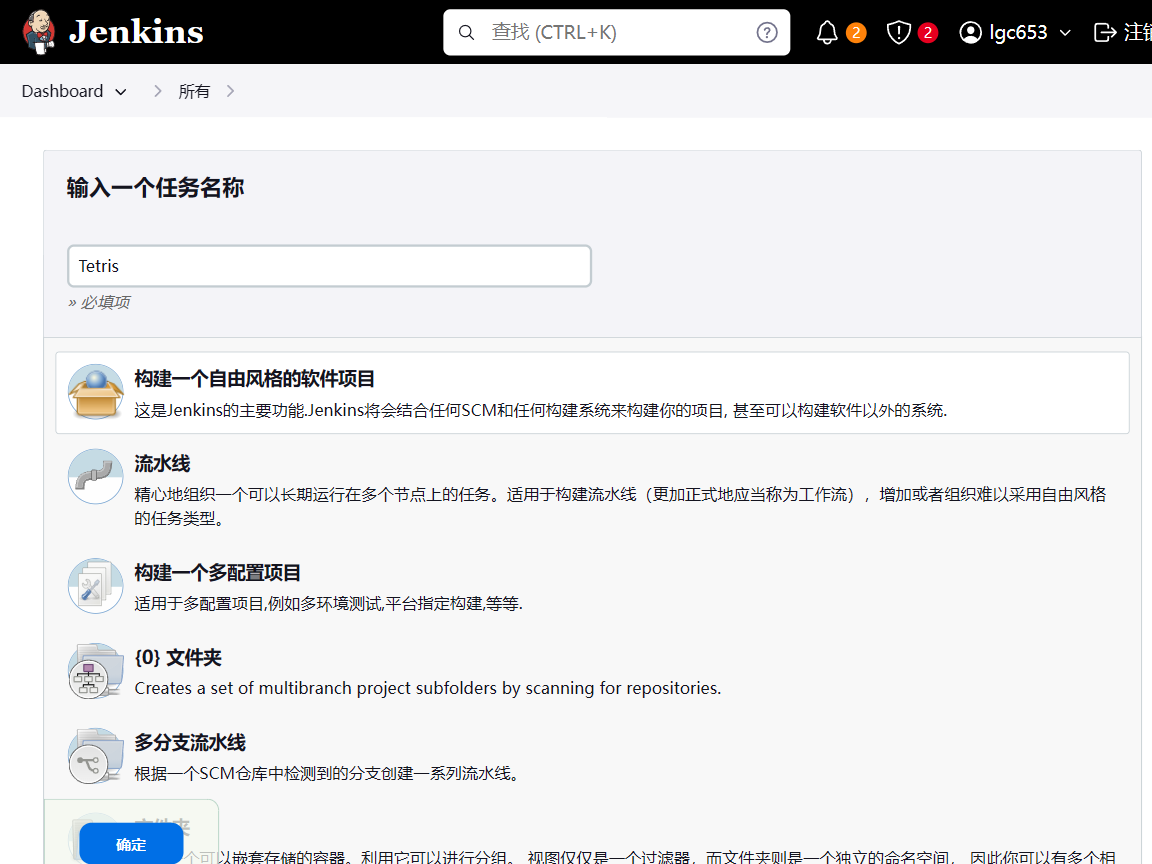 Jenkins
查找 (CTRL+K)
2
2
lgc653
注销
Dashboard
所有
输入一个任务名称
Tetris
» 必填项
构建一个自由风格的软件项目
这是Jenkins的主要功能.Jenkins将会结合任何SCM和任何构建系统来构建你的项目, 甚至可以构建软件以外的系统.
流水线
精心地组织一个可以长期运行在多个节点上的任务。适用于构建流水线（更加正式地应当称为工作流），增加或者组织难以采用自由风格
的任务类型。
构建一个多配置项目
适用于多配置项目,例如多环境测试,平台指定构建,等等.
{0} 文件夹
Creates a set of multibranch project subfolders by scanning for repositories.
多分支流水线
根据一个SCM仓库中检测到的分支创建一系列流水线。
文件夹
确定
个可以嵌套存储的容器。利用它可以进行分组。 视图仅仅是一个过滤器，而文件夹则是一个独立的命名空间， 因此你可以有多个相